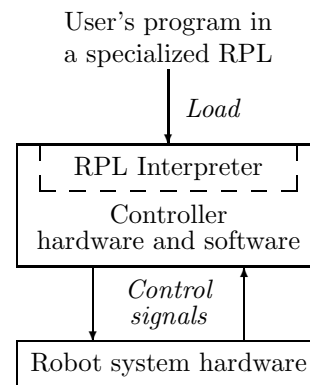 User's program in
a specialized RPL
Load
RPL Interpreter
Controller
hardware and software
Control
signals
Robot system hardware